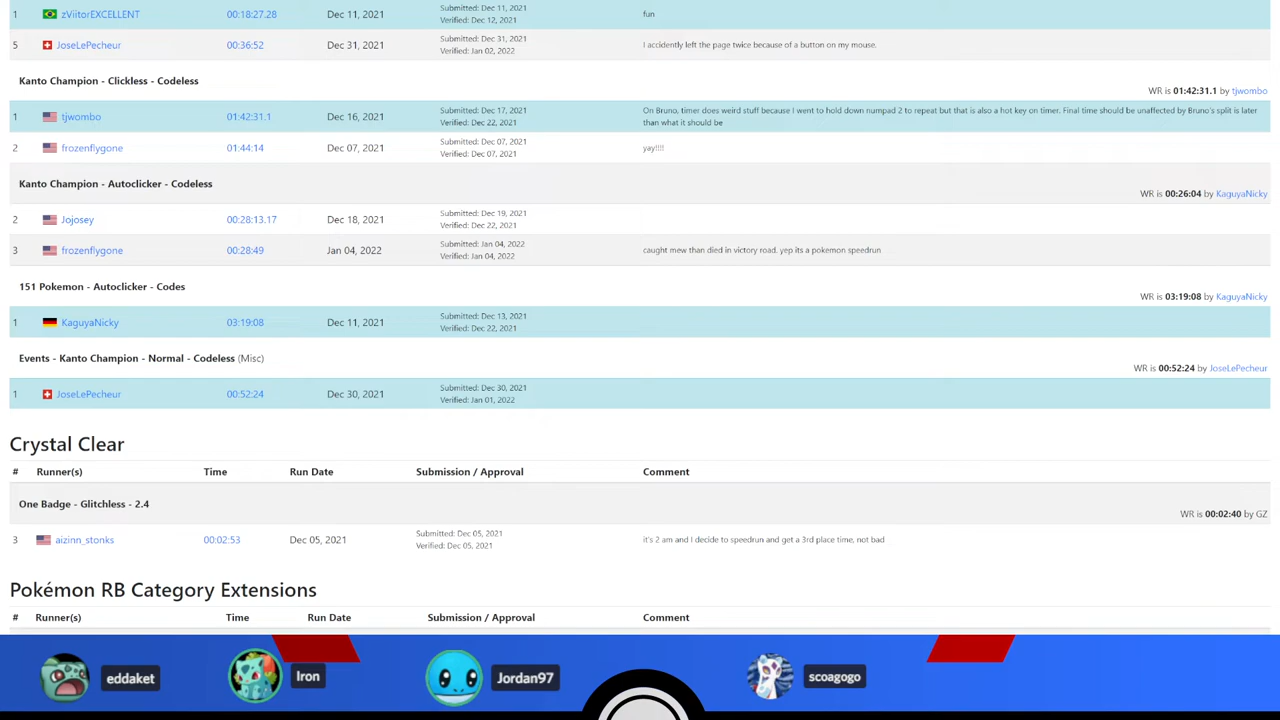 1 zViitorEXCELLENT 00:18:27.28 Dec 11, 2021 Submitted: Dec 11, 2021 fun
Verified: Dec 12, 2021
5 JoseLePecheur 00:36:52 Dec 31, 2021 Submitted: Dec 31, 2021 I accidently left the page twice because of a button on my mouse.
Verified: Jan 02, 2022
Kanto Champion - Clickless - Codeless
WR is 01:42:31.1 by tjwombo
1 tjwombo 01:42:31.1 Dec 16, 2021 Submitted: Dec 17, 2021 On Bruno, timer does weird stuff because I went to hold down numpad 2 to repeat but that is also a hot key on timer. Final time should be unaffected by Bruno's split is later
Verified: Dec 22, 2021 than what it should be
2 frozenflygone 01:44:14 Dec 07, 2021 Submitted: Dec 07, 2021 yay!!!!
Verified: Dec 07, 2021
Kanto Champion - Autoclicker - Codeless
WR is 00:26:04 by KaguyaNicky
2 Jojosey 00:28:13.17 Dec 18, 2021 Submitted: Dec 19, 2021
Verified: Dec 22, 2021
3 frozenflygone 00:28:49 Jan 04, 2022 Submitted: Jan 04, 2022 caught mew than died in victory road. yep its a pokemon speedrun
Verified: Jan 04, 2022
151 Pokemon - Autoclicker - Codes
WR is 03:19:08 by KaguyaNicky
1 KaguyaNicky 03:19:08 Dec 11, 2021 Submitted: Dec 13, 2021
Verified: Dec 22, 2021
Events - Kanto Champion - Normal - Codeless (Misc)
WR is 00:52:24 by JoseLePecheur
1 JoseLePecheur 00:52:24 Dec 30, 2021 Submitted: Dec 30, 2021
Verified: Jan 01, 2022
Crystal Clear
# Runner(s) Time Run Date Submission / Approval Comment
One Badge - Glitchless - 2.4
WR is 00:02:40 by GZ
3 aizinn_stonks 00:02:53 Dec 05, 2021 Submitted: Dec 05, 2021 it's 2 am and I decide to speedrun and get a 3rd place time, not bad
Verified: Dec 05, 2021
Pokémon RB Category Extensions
# Runner(s) Time Run Date Submission / Approval Comment
eddaket Iron Jordan97 scoagogo